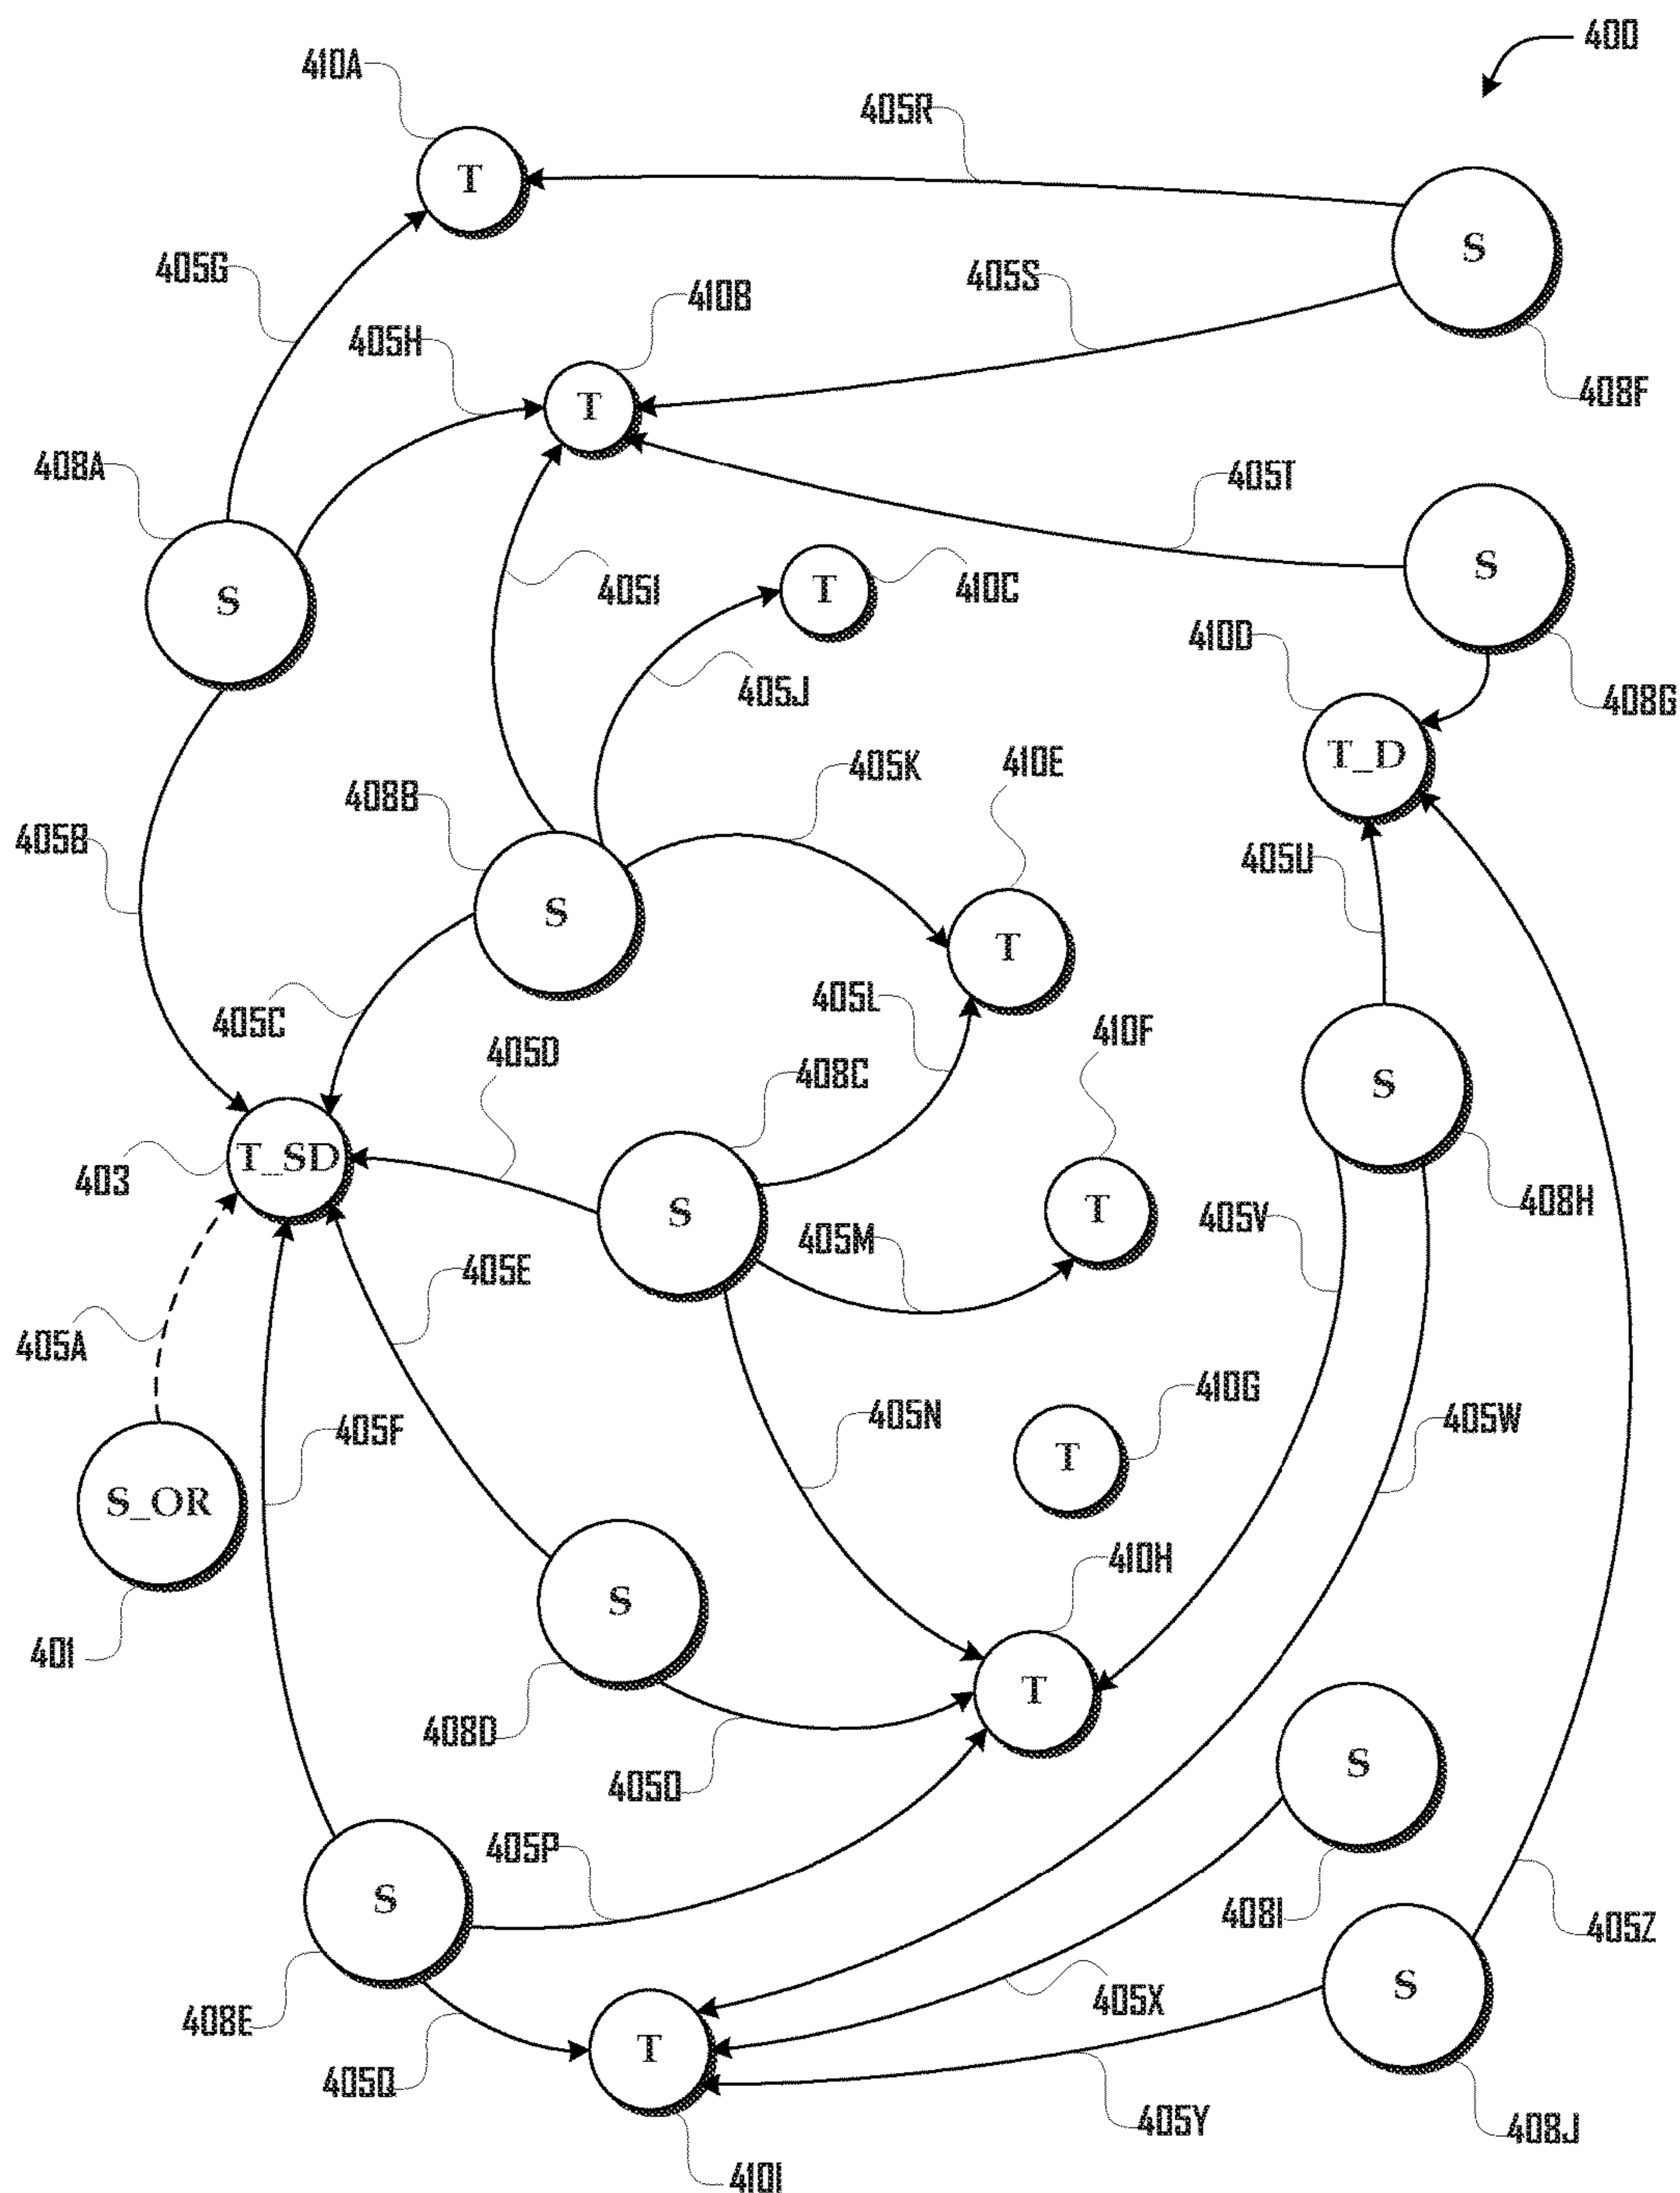 400
410A
405R
T
S
405G
405S
410B
405H
408F
T
408A
405T
S
405I
T
410C
S
410D
405J
408G
T_D
410E
405K
408B
405B
405U
S
T
405L
405C
410F
405D
408C
S
T_SD
403
408H
S
T
405V
405M
405E
405A
410G
405N
405W
405F
T
S_OR
410H
S
401
T
408D
S
405O
405P
S
408I
405Z
S
405X
408E
T
405Q
405Y
408J
410I